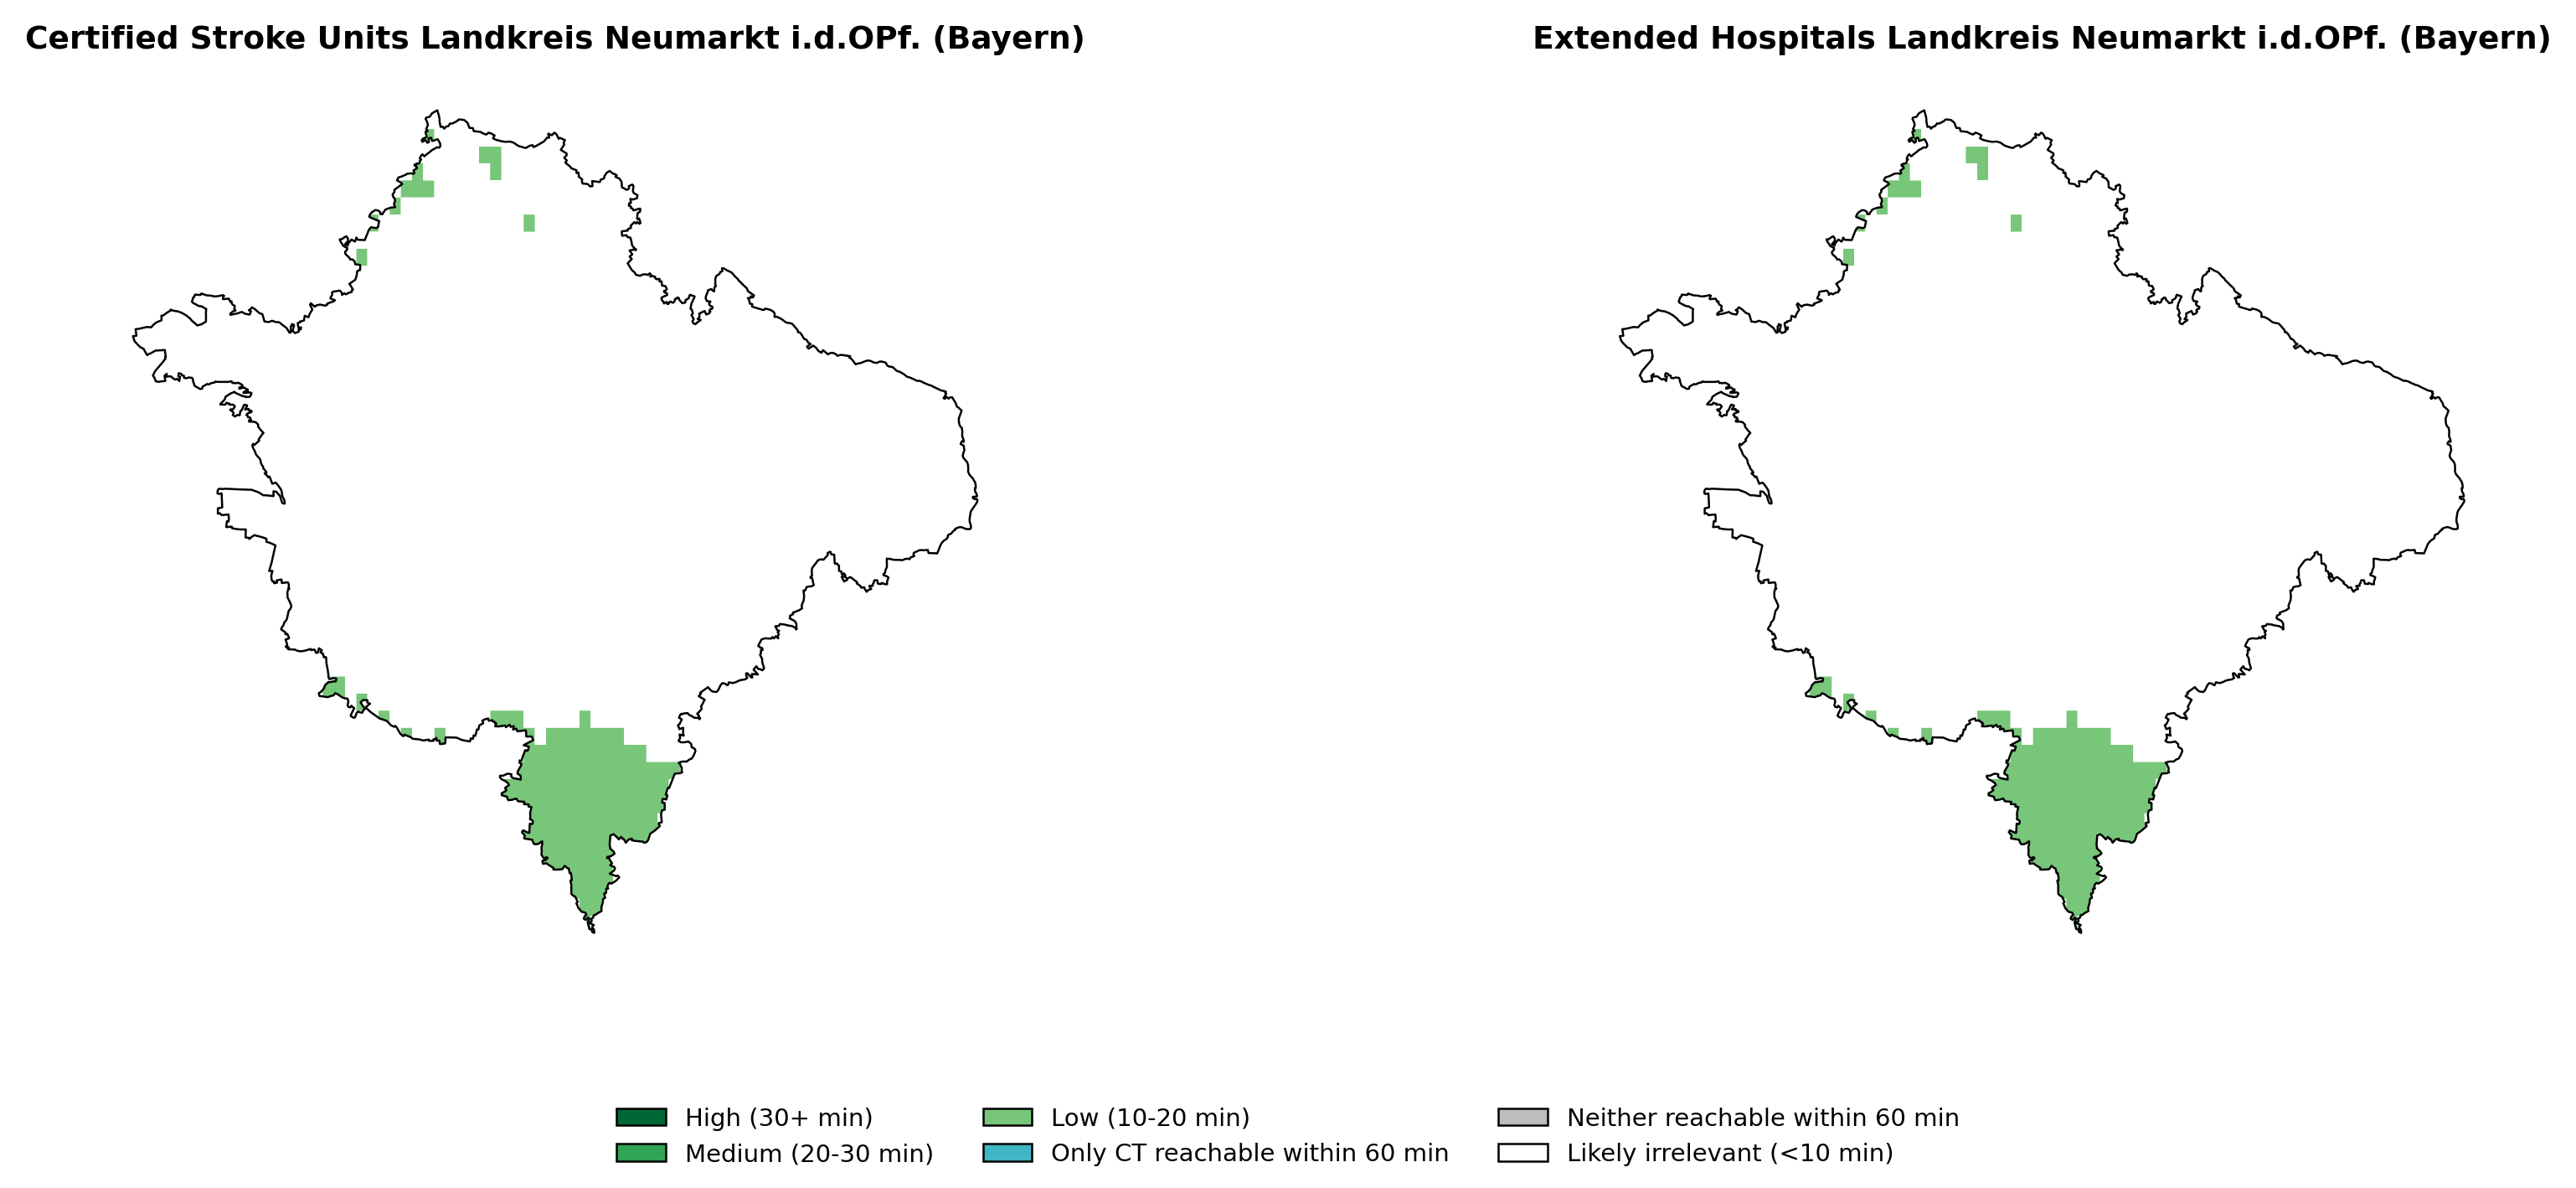 Certified Stroke Units Landkreis Neumarkt i.d.OPf. (Bayern)
Extended Hospitals Landkreis Neumarkt i.d.OPf. (Bayern)
High (30+ min)
Medium (20-30 min)
Low (10-20 min)
Only CT reachable within 60 min
Neither reachable within 60 min
Likely irrelevant (<10 min)